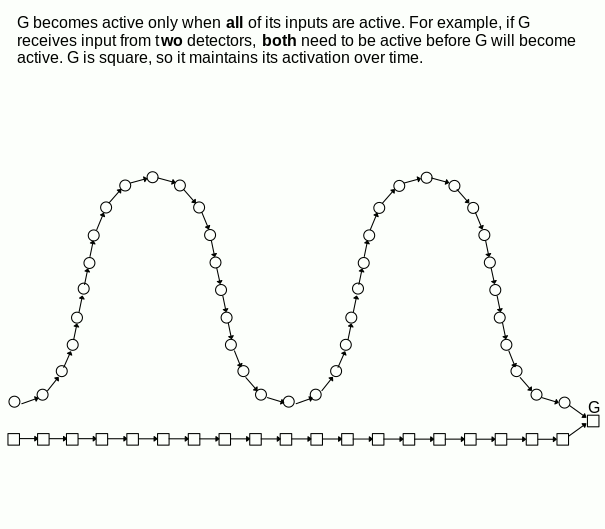 G becomes active only when all of its inputs are active. For example, if G
receives input from two detectors, both need to be active before G will become
active. G is square, so it maintains its activation over time.
G